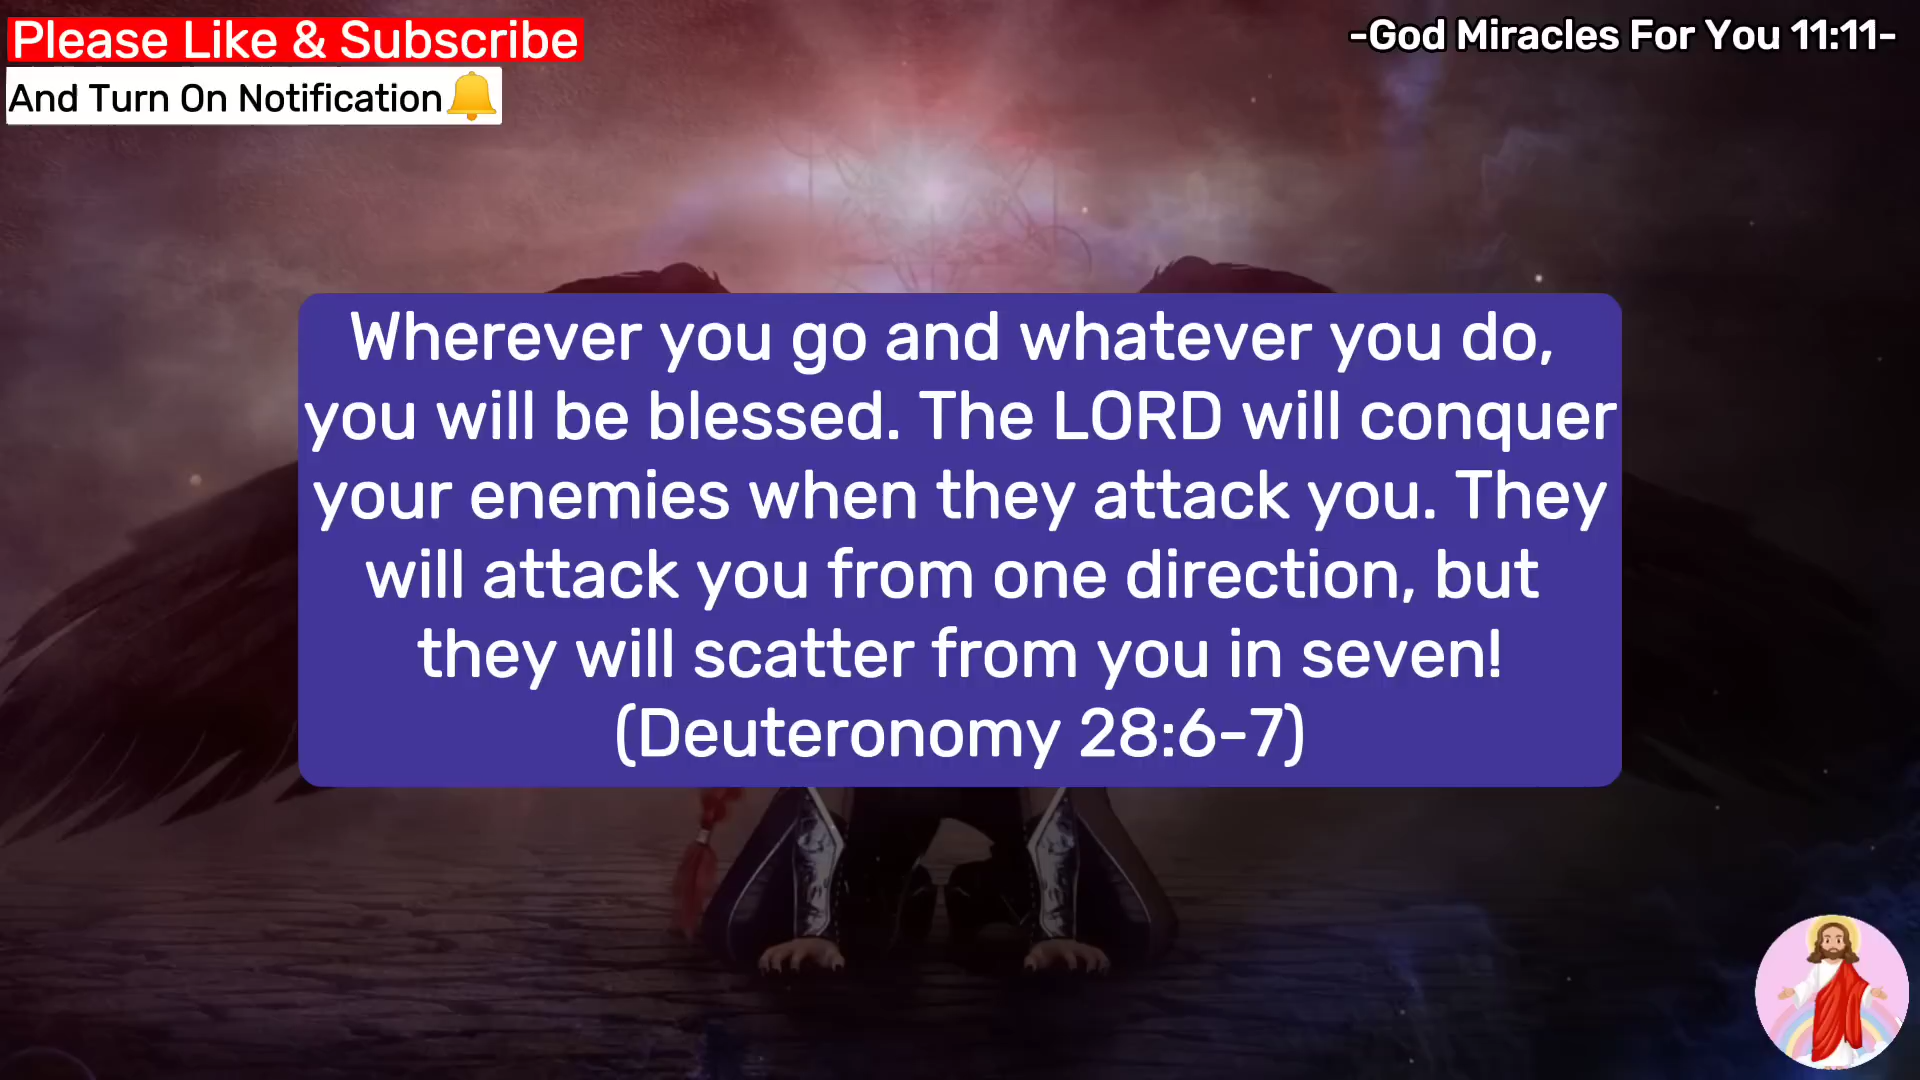 Please Like & Subscribe
-God Miracles For You 11:11-
And Turn On Notification🔔
Wherever you go and whatever you do,
you will be blessed. The LORD will conquer
your enemies when they attack you. They
will attack you from one direction, but
they will scatter from you in seven!
(Deuteronomy 28:6-7)